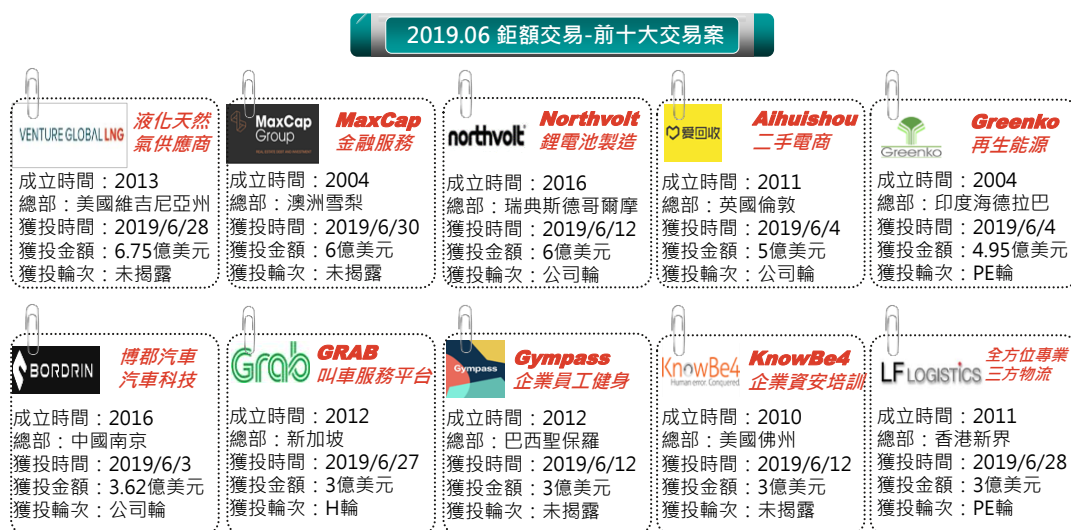 2019.06 鉅額交易-前十大交易案
VENTURE GLOBAL LNG
液化天然
氣供應商
成立時間：2013
總部：美國維吉尼亞州
獲投時間：2019/6/28
獲投金額：6.75億美元
獲投輪次：未揭露
MaxCap
Group
MaxCap
金融服務
成立時間：2004
總部：澳洲雪梨
獲投時間：2019/6/30
獲投金額：6億美元
獲投輪次：未揭露
northvolt
Northvolt
鋰電池製造
成立時間：2016
總部：瑞典斯德哥爾摩
獲投時間：2019/6/12
獲投金額：6億美元
獲投輪次：公司輪
愛回收
Aihuishou
二手電商
成立時間：2011
總部：英國倫敦
獲投時間：2019/6/4
獲投金額：5億美元
獲投輪次：公司輪
Greenko
Greenko
再生能源
成立時間：2004
總部：印度海德拉巴
獲投時間：2019/6/4
獲投金額：4.95億美元
獲投輪次：PE輪
BORDRIN
博郡汽車
汽車科技
成立時間：2016
總部：中國南京
獲投時間：2019/6/3
獲投金額：3.62億美元
獲投輪次：公司輪
Grab
GRAB
叫車服務平台
成立時間：2012
總部：新加坡
獲投時間：2019/6/27
獲投金額：3億美元
獲投輪次：H輪
Gympass
Gympass
企業員工健身
成立時間：2012
總部：巴西聖保羅
獲投時間：2019/6/12
獲投金額：3億美元
獲投輪次：未揭露
KnowBe4
Human error. Conquered.
KnowBe4
企業資安培訓
成立時間：2010
總部：美國佛州
獲投時間：2019/6/12
獲投金額：3億美元
獲投輪次：未揭露
LF LOGISTICS
全方位專業
三方物流
成立時間：2011
總部：香港新界
獲投時間：2019/6/28
獲投金額：3億美元
獲投輪次：PE輪